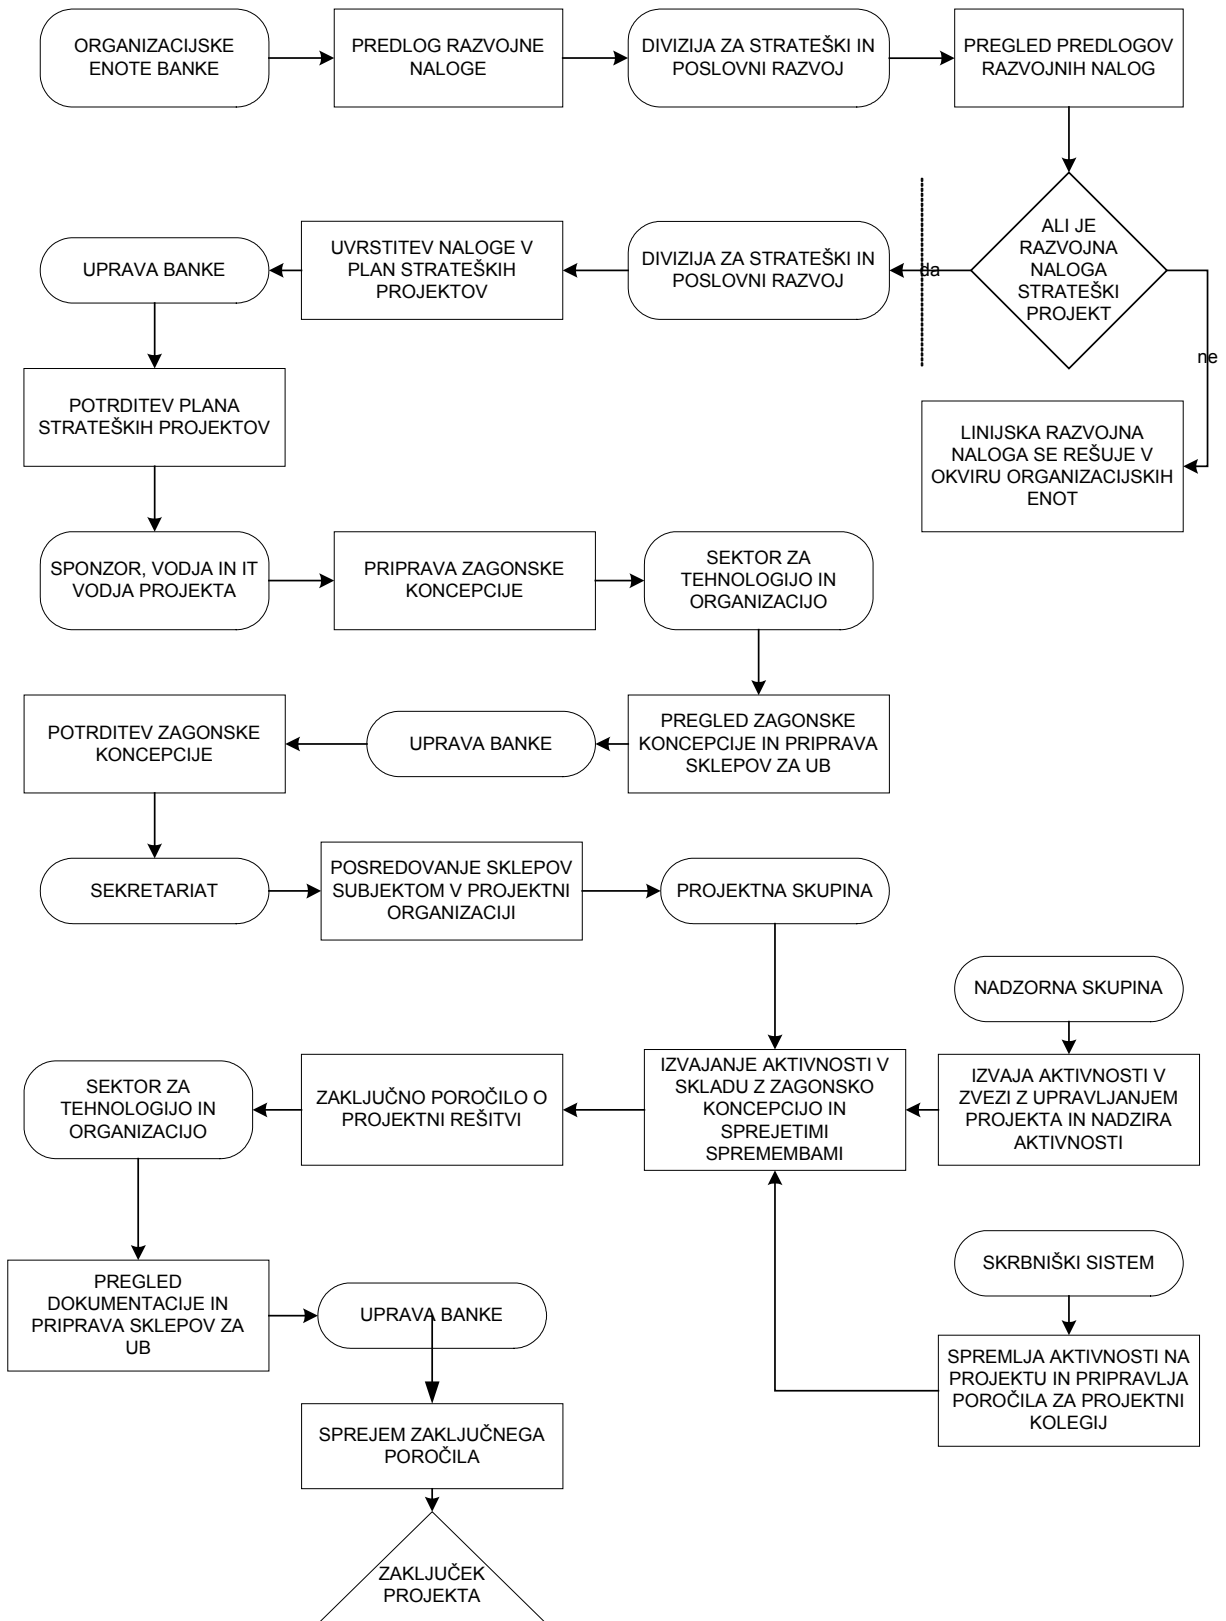 ORGANIZACIJSKE
ENOTE BANKE
PREDLOG RAZVOJNE
NALOGE
DIVIZIJA ZA STRATEŠKI IN
POSLOVNI RAZVOJ
PREGLED PREDLOGOV
RAZVOJNIH NALOG
ALI JE
RAZVOJNA
NALOGA
STRATEŠKI
PROJEKT
da
ne
DIVIZIJA ZA STRATEŠKI IN
POSLOVNI RAZVOJ
UVRSTITEV NALOGE V
PLAN STRATEŠKIH
PROJEKTOV
UPRAVA BANKE
POTRDITEV PLANA
STRATEŠKIH PROJEKTOV
LINIJSKA RAZVOJNA
NALOGA SE REŠUJE V
OKVIRU ORGANIZACIJSKIH
ENOT
SPONZOR, VODJA IN IT
VODJA PROJEKTA
PRIPRAVA ZAGONSKE
KONCEPCIJE
SEKTOR ZA
TEHNOLOGIJO IN
ORGANIZACIJO
PREGLED ZAGONSKE
KONCEPCIJE IN PRIPRAVA
SKLEPOV ZA UB
UPRAVA BANKE
POTRDITEV ZAGONSKE
KONCEPCIJE
SEKRETARIAT
POSREDOVANJE SKLEPOV
SUBJEKTOM V PROJEKTNI
ORGANIZACIJI
PROJEKTNA SKUPINA
NADZORNA SKUPINA
IZVAJA AKTIVNOSTI V
ZVEZI Z UPRAVLJANJEM
PROJEKTA IN NADZIRA
AKTIVNOSTI
IZVAJANJE AKTIVNOSTI V
SKLADU Z ZAGONSKO
KONCEPCIJO IN
SPREJETIMI
SPREMEMBAMI
ZAKLJUČNO POROČILO O
PROJEKTNI REŠITVI
SEKTOR ZA
TEHNOLOGIJO IN
ORGANIZACIJO
SKRBNIŠKI SISTEM
SPREMLJA AKTIVNOSTI NA
PROJEKTU IN PRIPRAVLJA
POROČILA ZA PROJEKTNI
KOLEGIJ
PREGLED
DOKUMENTACIJE IN
PRIPRAVA SKLEPOV ZA
UB
UPRAVA BANKE
SPREJEM ZAKLJUČNEGA
POROČILA
ZAKLJUČEK
PROJEKTA